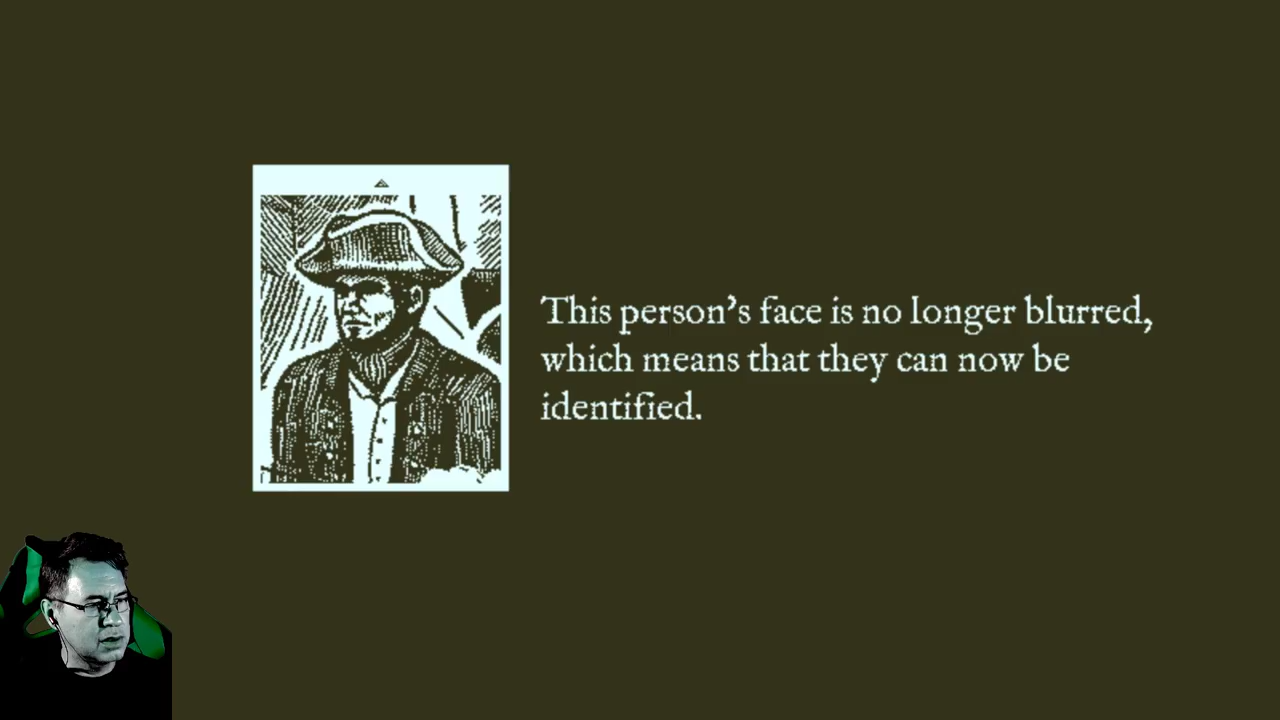 This person's face is no longer blurred,
which means that they can now be
identified.